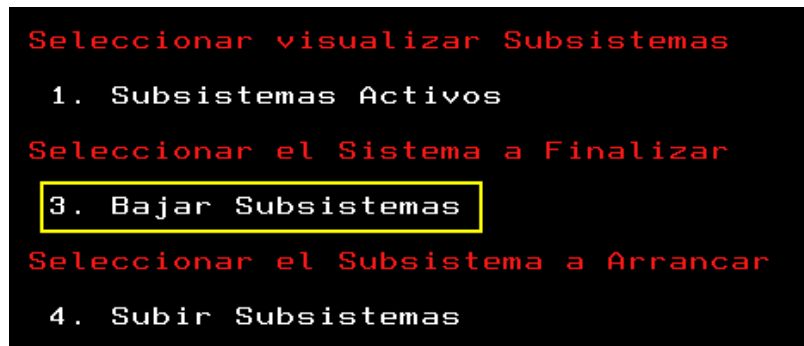 Seleccionar visualizar Subsistemas
1. Subsistemas Activos
Seleccionar el Sistema a Finalizar
3. Bajar Subsistemas
Seleccionar el Subsistema a Arrancar
4. Subir Subsistemas